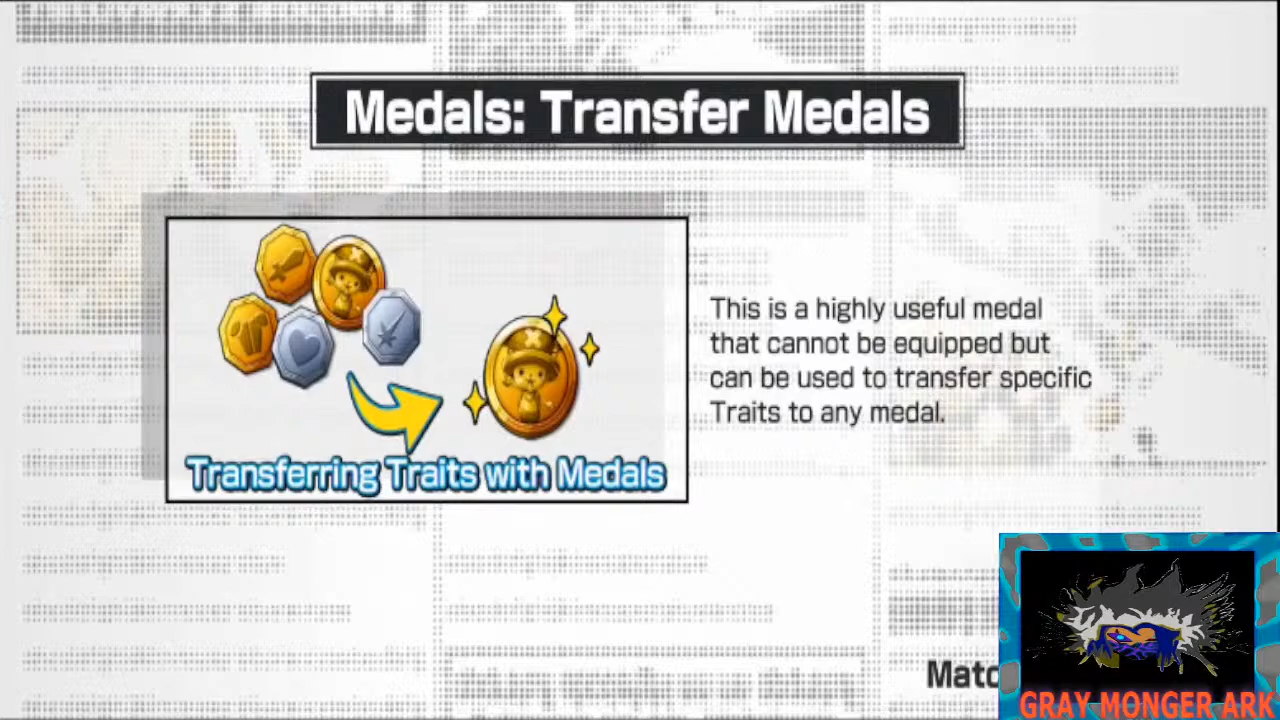 Medals: Transfer Medals
This is a highly useful medal
that cannot be equipped but
can be used to transfer specific
Traits to any medal.
Transferring Traits with Medals
GRAY MONGER ARK